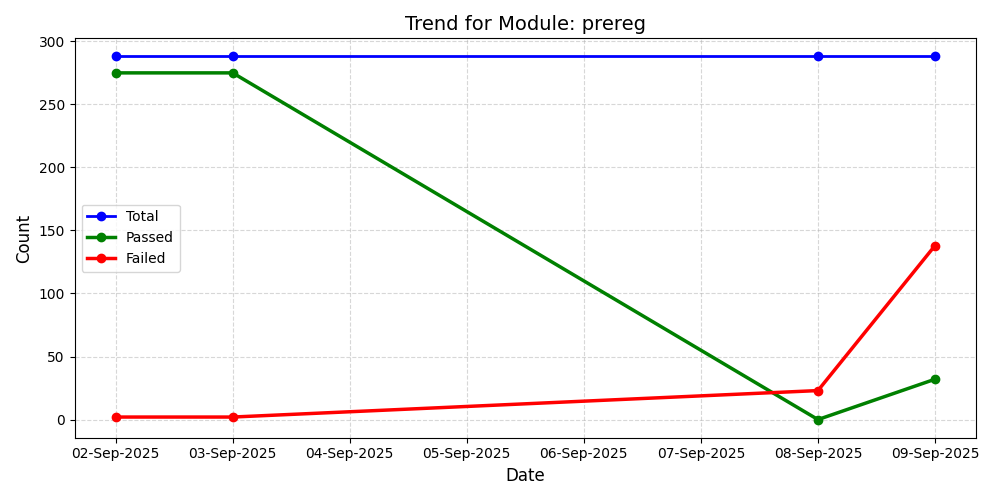 Trend for Module: prereg
300
250
200
150
100
50
0
Count
Total
Passed
Failed
02-Sep-2025
03-Sep-2025
04-Sep-2025
05-Sep-2025
06-Sep-2025
07-Sep-2025
08-Sep-2025
09-Sep-2025
Date